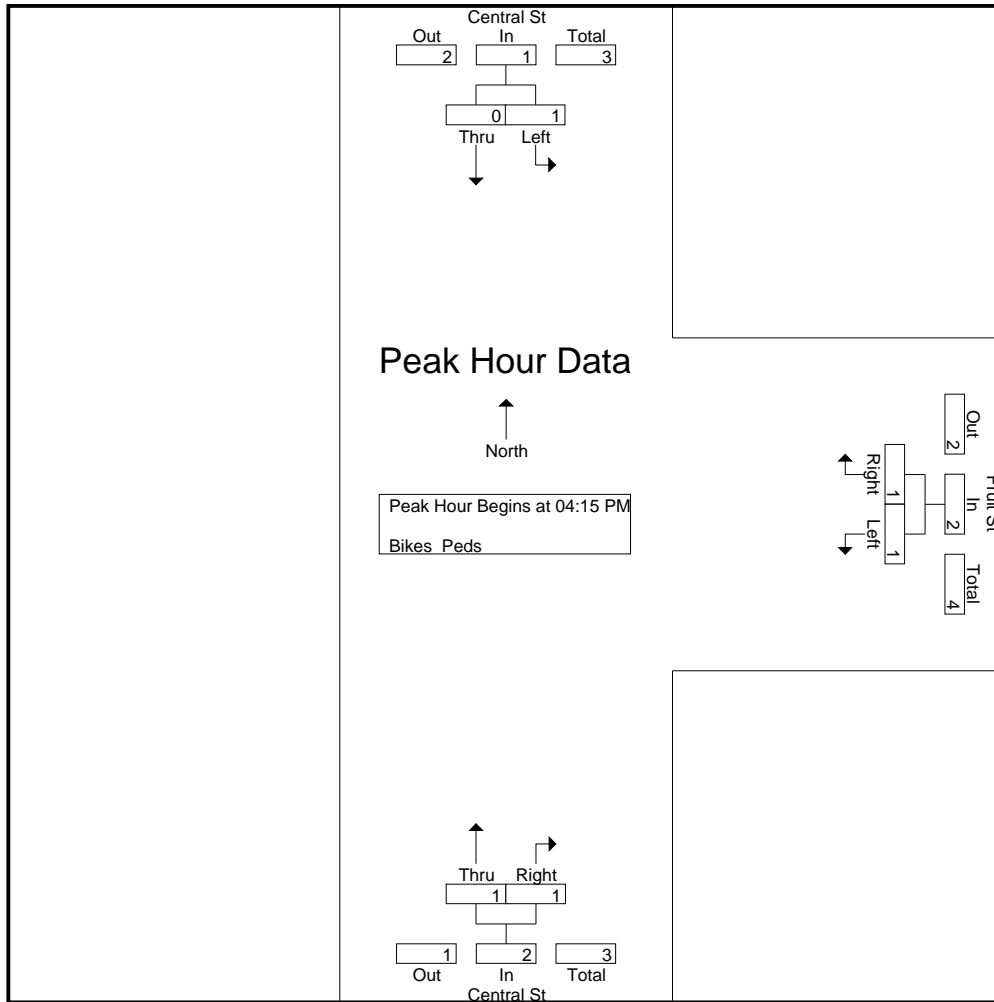 Central St
Out In Total
2 1 3
0 1
Thru Left
Peak Hour Data
North
Peak Hour Begins at 04:15 PM
Bikes Peds
Right Left
1 1
Out In Total
2 2 4
Fruit St
Thru Right
1 1
1 2 3
Out In Total
Central St